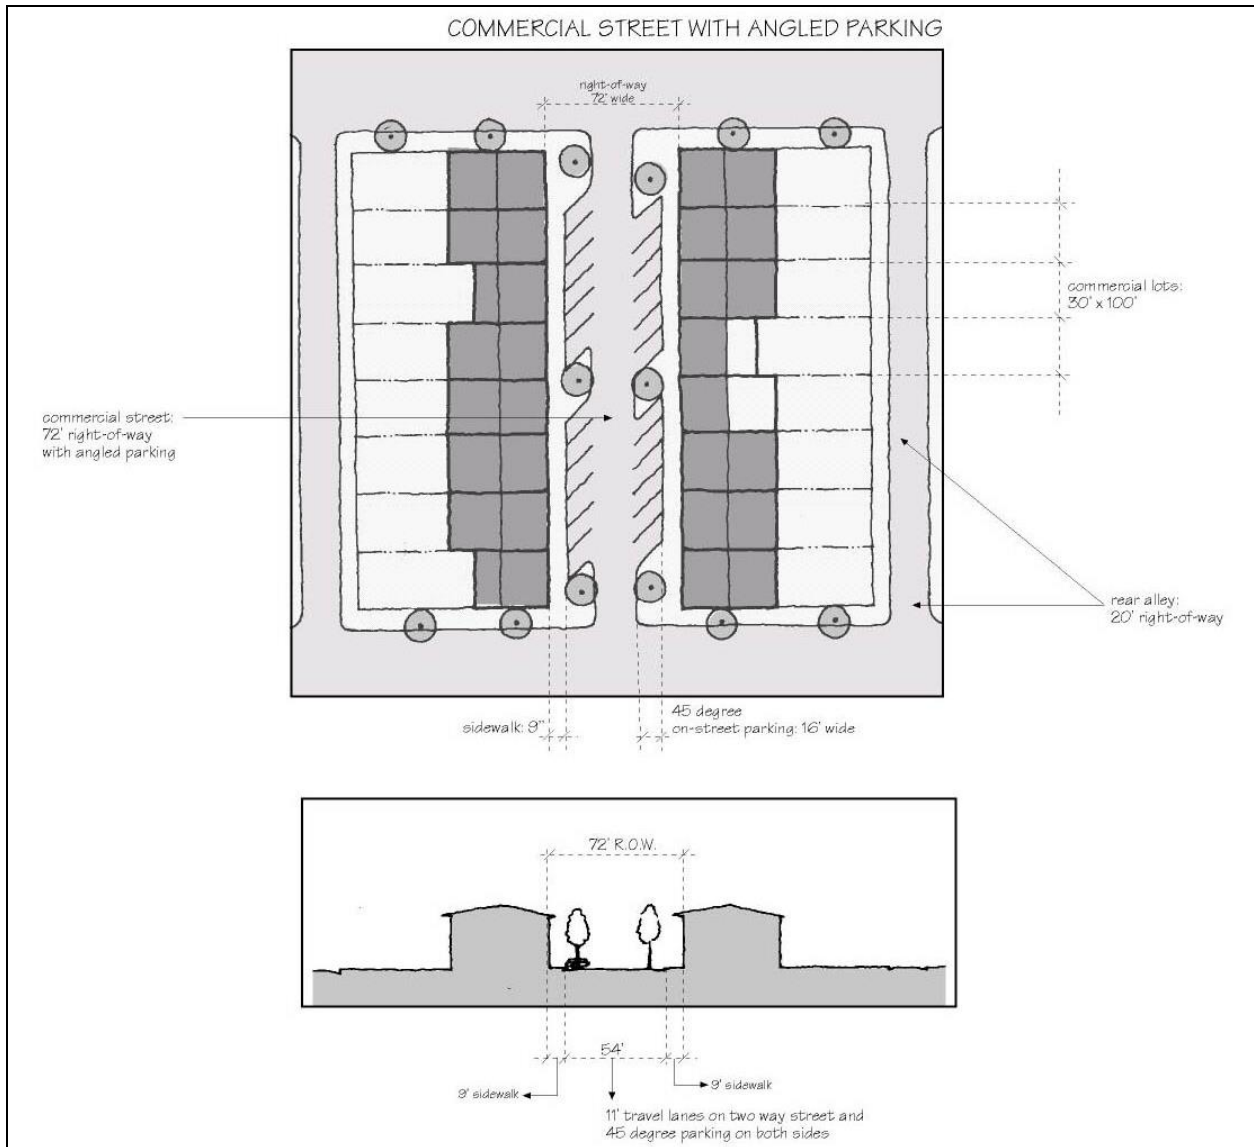 COMMERCIAL STREET WITH ANGLED PARKING
right-of-way
72' wide
commercial lots:
30' x 100'
commercial street:
72' right-of-way
with angled parking
rear alley:
20' right-of-way
sidewalk: 9"
45 degree
on-street parking: 16' wide
72' R.O.W.
54'
9' sidewalk
9' sidewalk
11' travel lanes on two way street and
45 degree parking on both sides